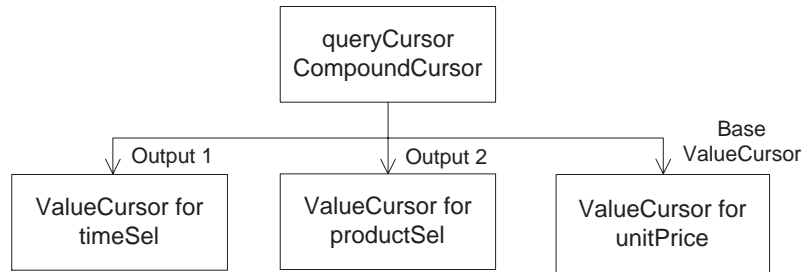 queryCursor
CompoundCursor
Output 1
Output 2
Base
ValueCursor
ValueCursor for
timeSel
ValueCursor for
productSel
ValueCursor for
unitPrice